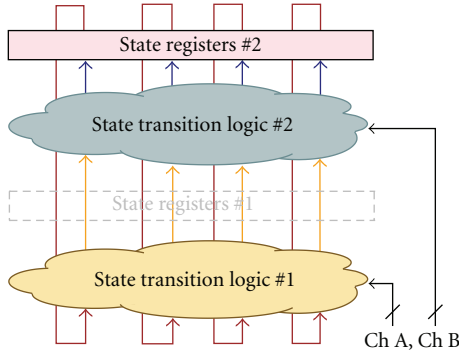 State registers #2
State transition logic #2
State registers #1
State transition logic #1
Ch A, Ch B